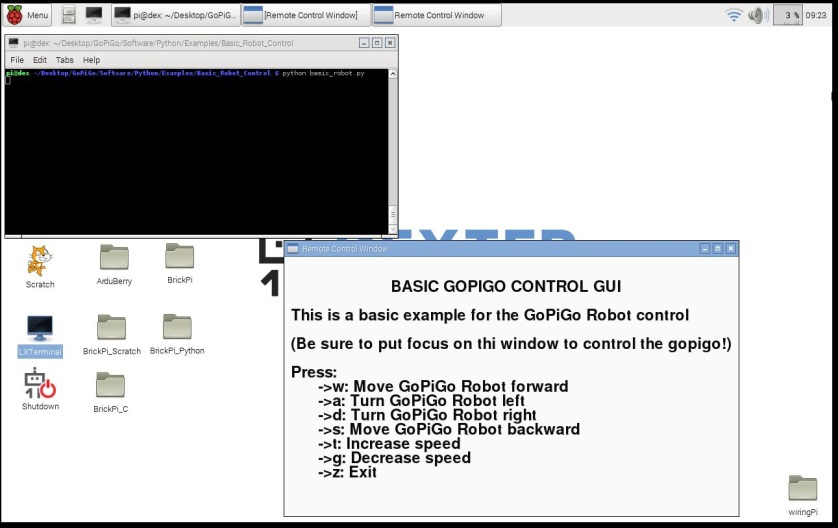 Menu
pi@dex: ~/Desktop/GoPiG...
[Remote Control Window]
Remote Control Window
3 %
09:23
pi@dex: ~/Desktop/GoPiGo/Software/Python/Examples/Basic_Robot_Control
File Edit Tabs Help
pi@dex ~/Desktop/GoPiGo/Software/Python/Examples/Basic_Robot_Control $ python basic_robot.py
Scratch
ArduBerry
BrickPi
LXTerminal
BrickPi_Scratch
BrickPi_Python
Shutdown
BrickPi_C
Remote Control Window
BASIC GOPIGO CONTROL GUI
This is a basic example for the GoPiGo Robot control
(Be sure to put focus on thi window to control the gopigo!)
Press:
->w: Move GoPiGo Robot forward
->a: Turn GoPiGo Robot left
->d: Turn GoPiGo Robot right
->s: Move GoPiGo Robot backward
->t: Increase speed
->g: Decrease speed
->z: Exit
wiringPi